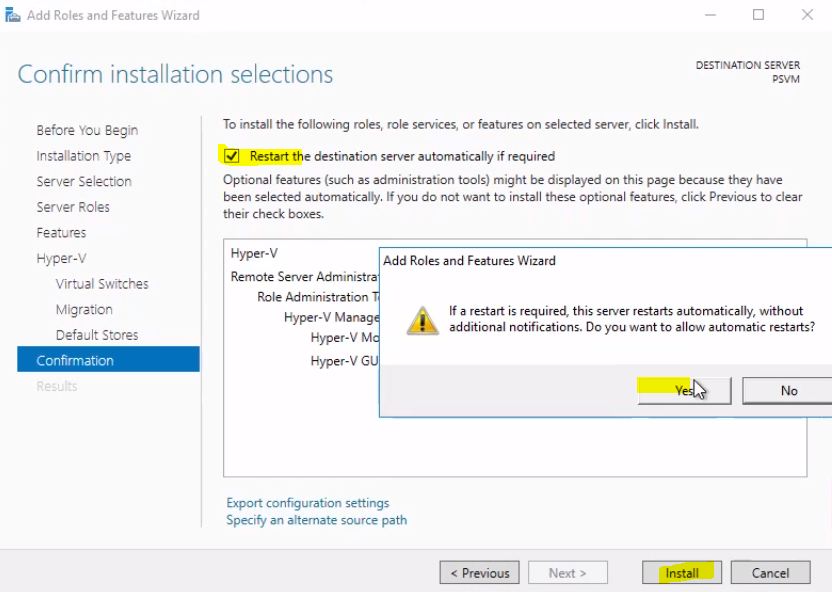 Add Roles and Features Wizard
Confirm installation selections
DESTINATION SERVER
PSVM
Before You Begin
Installation Type
Server Selection
Server Roles
Features
Hyper-V
Virtual Switches
Migration
Default Stores
Confirmation
Results
To install the following roles, role services, or features on selected server, click Install.
Restart the destination server automatically if required
Optional features (such as administration tools) might be displayed on this page because they have
been selected automatically. If you do not want to install these optional features, click Previous to clear
their check boxes.
Hyper-V
Remote Server
Role Administration
Hyper-V
Hyper-V
Hyper-V
Add Roles and Features Wizard
If a restart is required, this server restarts automatically, without
additional notifications. Do you want to allow automatic restarts?
Yes
No
Export configuration settings
Specify an alternate source path
< Previous
Next >
Install
Cancel